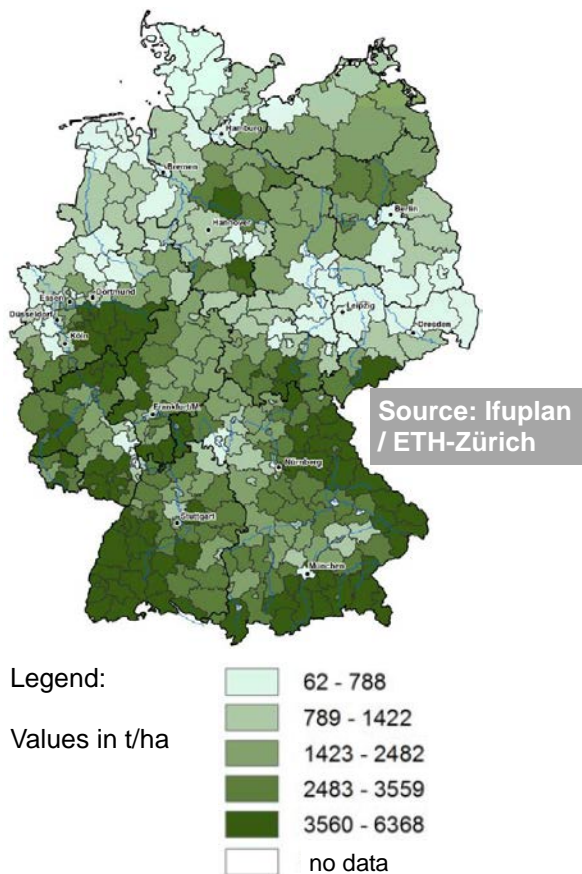 Hamburg
Bremen
Berlin
Hannover
Essen
Dortmund
Düsseldorf
Leipzig
Köln
Dresden
Frankfurt/M.
Source: Ifuplan
/ ETH-Zürich
Nürnberg
Stuttgart
München
Legend:
Values in t/ha
62 - 788
789 - 1422
1423 - 2482
2483 - 3559
3560 - 6368
no data